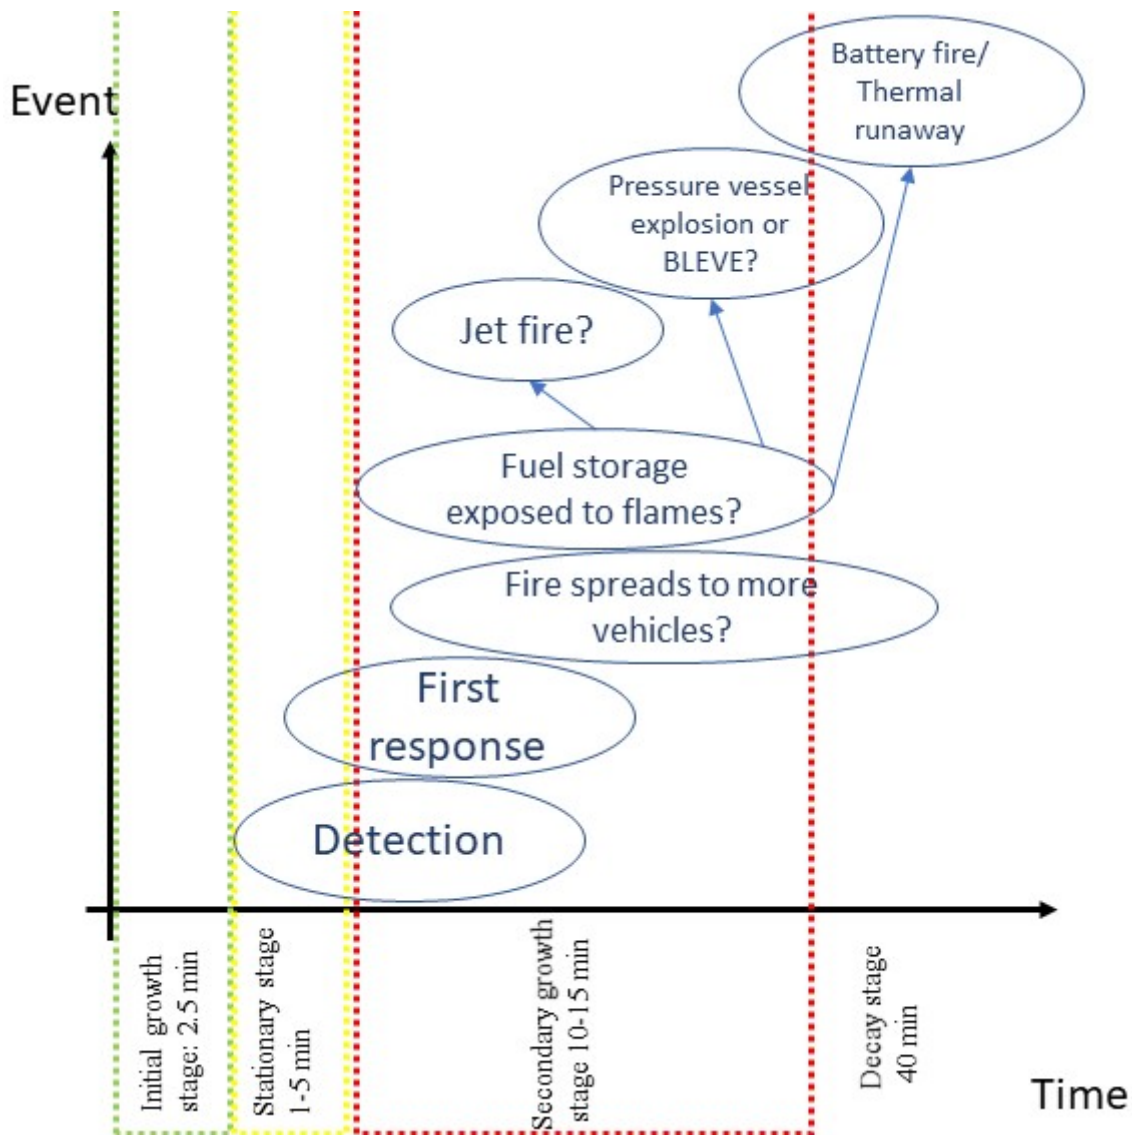 Event
Battery fire/
Thermal
runaway
Pressure vessel
explosion or
BLEVE?
Jet fire?
Fuel storage
exposed to flames?
Fire spreads to more
vehicles?
First
response
Detection
Initial growth
stage: 2.5 min
Stationary stage
1-5 min
Secondary growth
stage 10-15 min
Decay stage
40 min
Time